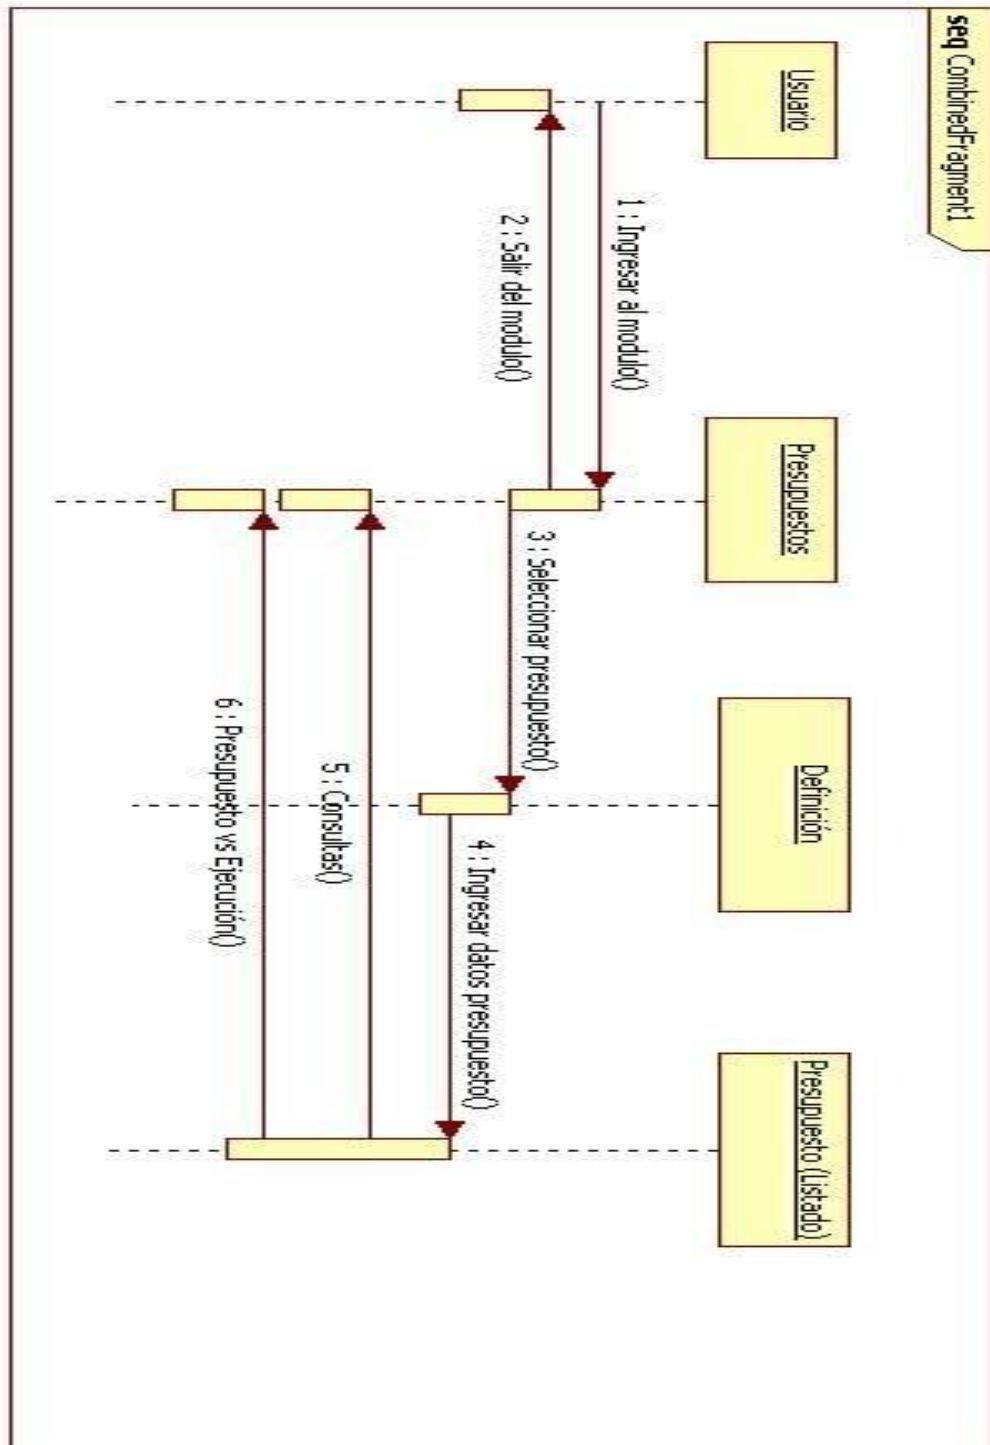 seq CombinedFragment1
Usuario
Presupuestos
Definición
Presupuesto (Listado)
1 : Ingresar al modulo()
2 : Salir del modulo()
3 : Seleccionar presupuesto()
4 : Ingresar datos presupuesto()
5 : Consultas()
6 : Presupuesto vs Ejecución()